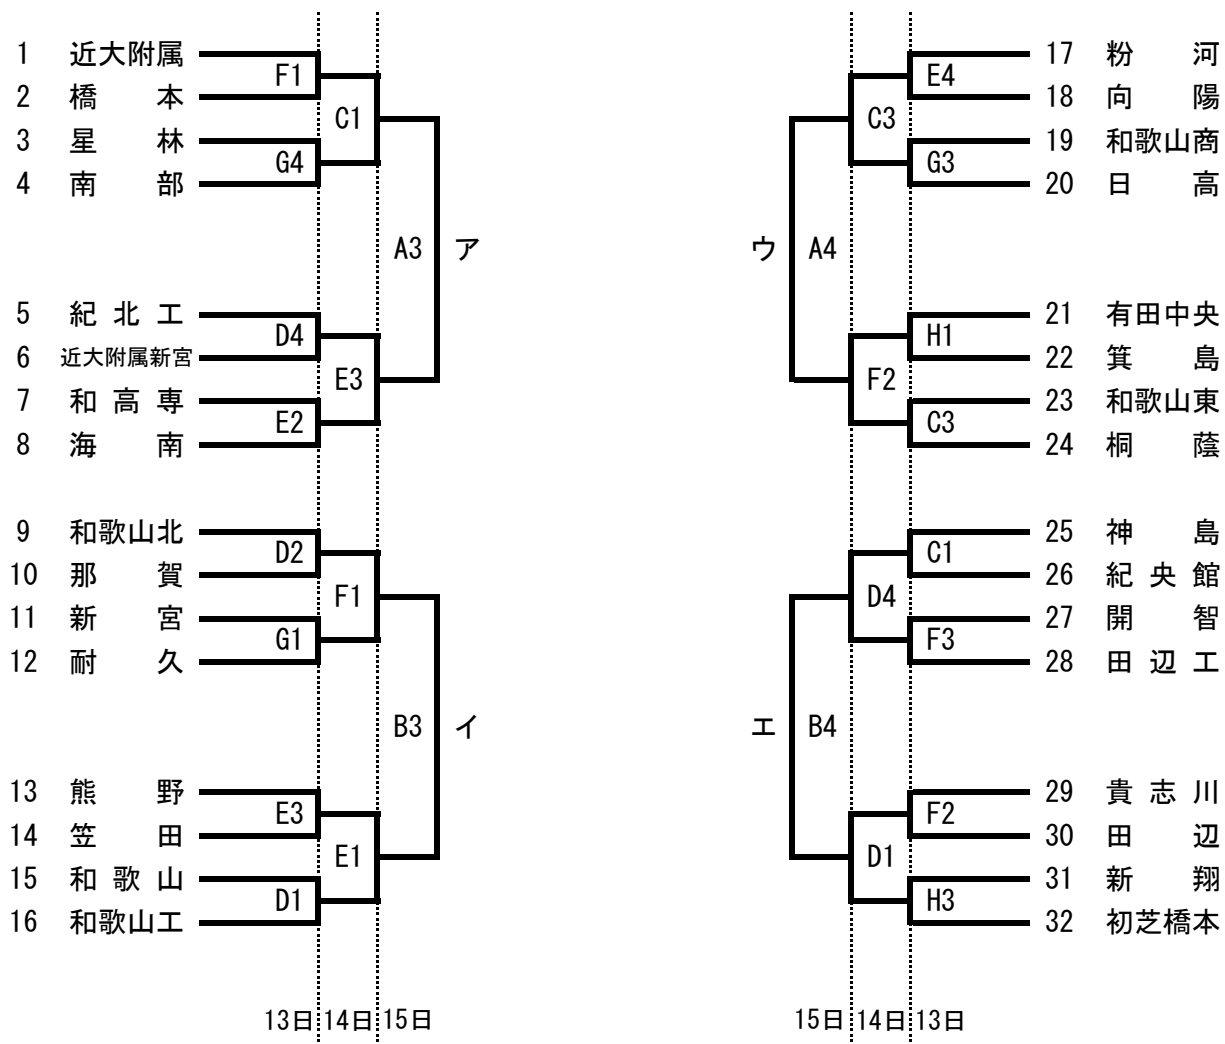 1 近大附属
F1
2 橋本
C1
3 星林
G4
4 南部
A3 ア
5 紀北工
D4
6 近大附属新宮
E3
7 和高専
E2
8 海南
9 和歌山北
D2
10 那賀
F1
11 新宮
G1
12 耐久
B3 イ
13 熊野
E3
14 笠田
E1
15 和歌山
D1
16 和歌山工
13日 14日 15日
17 粉河
E4
18 向陽
C3
19 和歌山商
G3
20 日高
ウ A4
21 有田中央
H1
22 箕島
F2
23 和歌山東
C3
24 桐蔭
25 神島
C1
26 紀央館
D4
27 開智
F3
28 田辺工
エ B4
29 貴志川
F2
30 田辺
D1
31 新翔
H3
32 初芝橋本
15日 14日 13日